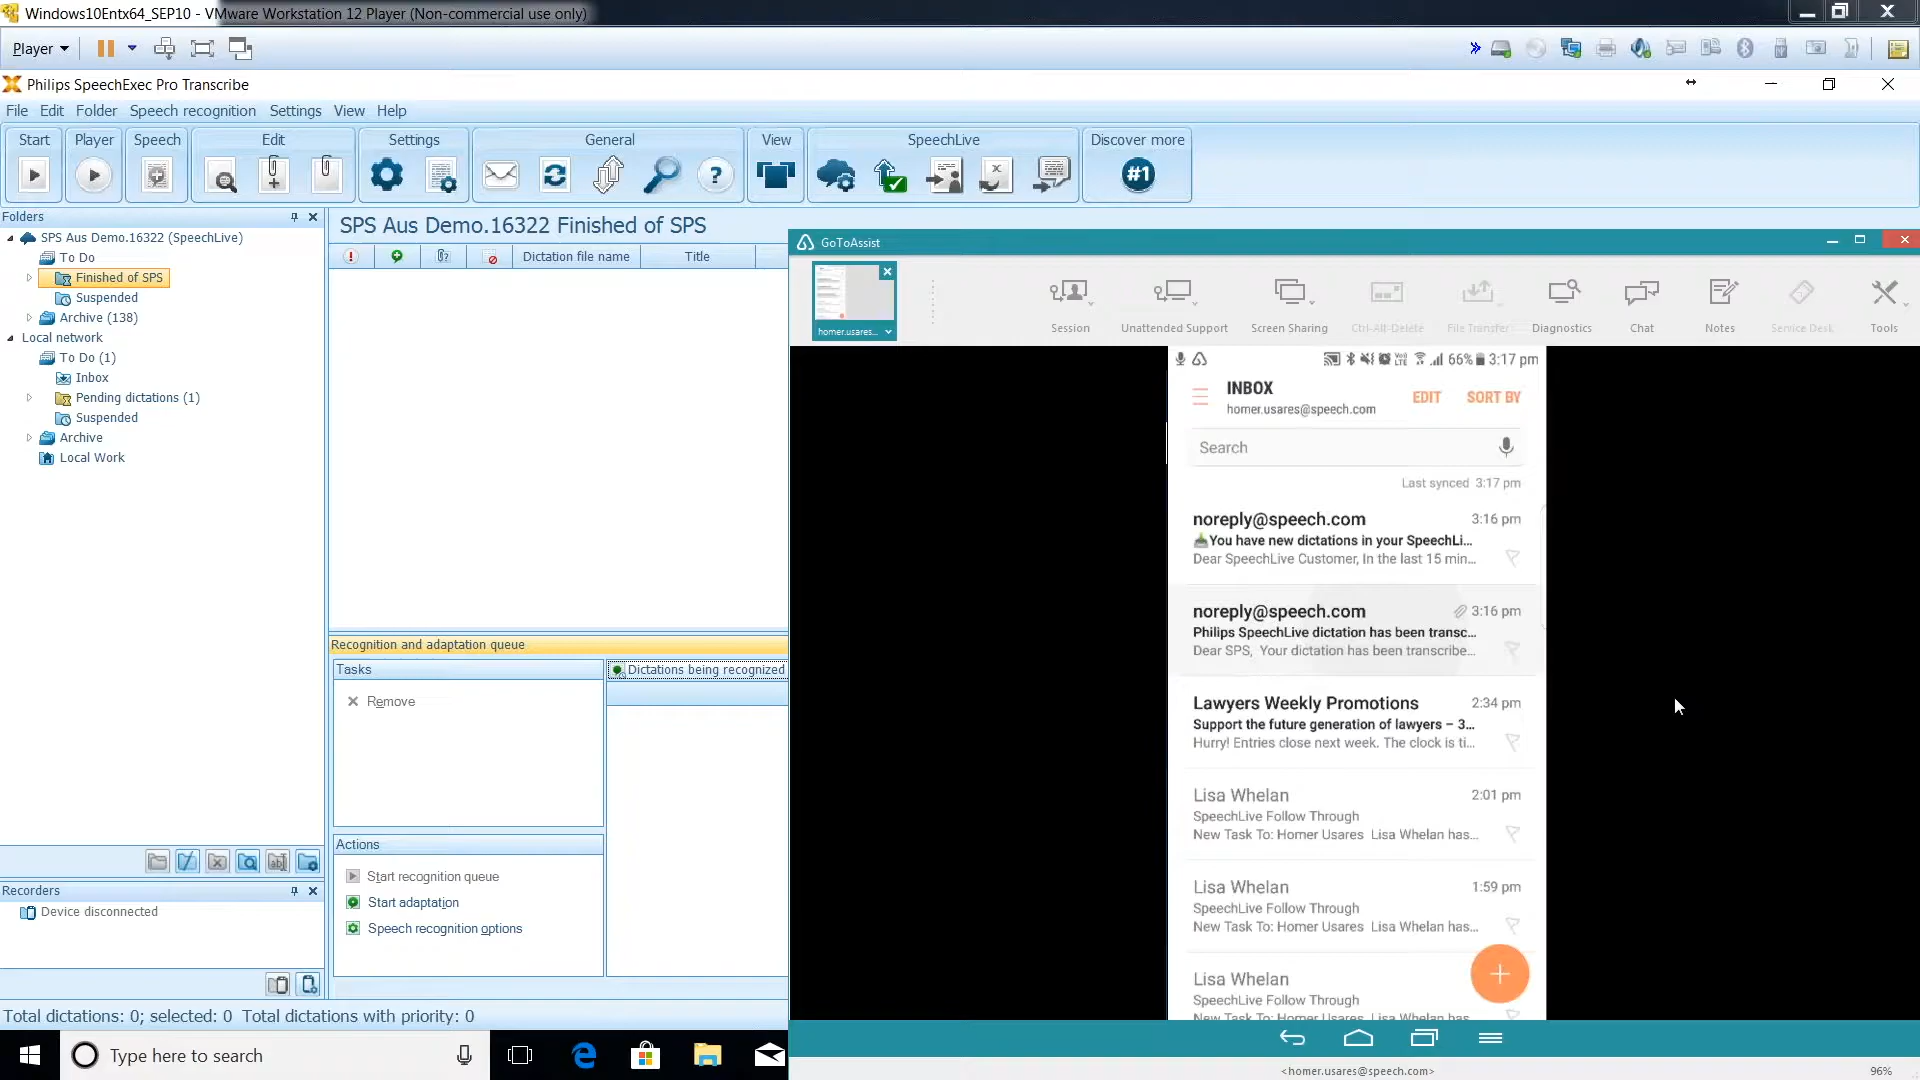 Windows10Entx64_SEP10 - VMware Workstation 12 Player (Non-commercial use only)
Player
Philips SpeechExec Pro Transcribe
File Edit Folder Speech recognition Settings View Help
Start Player Speech Edit Settings General View SpeechLive Discover more
?
#1
Folders
SPS Aus Demo.16322 (SpeechLive)
To Do
Finished of SPS
Suspended
Archive (138)
Local network
To Do (1)
Inbox
Pending dictations (1)
Suspended
Archive
Local Work
Recorders
Device disconnected
SPS Aus Demo.16322 Finished of SPS
Dictation file name Title
Recognition and adaptation queue
Tasks
Remove
Dictations being recognized
Actions
Start recognition queue
Start adaptation
Speech recognition options
Total dictations: 0; selected: 0 Total dictations with priority: 0
Type here to search
GoToAssist
homer.usares...
Session Unattended Support Screen Sharing Ctrl-Alt-Delete File Transfer Diagnostics Chat Notes Service Desk Tools
66% 3:17 pm
INBOX
homer.usares@speech.com
EDIT SORT BY
Search
Last synced 3:17 pm
noreply@speech.com 3:16 pm
You have new dictations in your SpeechLi...
Dear SpeechLive Customer, In the last 15 min...
noreply@speech.com 3:16 pm
Philips SpeechLive dictation has been transc...
Dear SPS, Your dictation has been transcribe...
Lawyers Weekly Promotions 2:34 pm
Support the future generation of lawyers – 3...
Hurry! Entries close next week. The clock is ti...
Lisa Whelan 2:01 pm
SpeechLive Follow Through
New Task To: Homer Usares Lisa Whelan has...
Lisa Whelan 1:59 pm
SpeechLive Follow Through
New Task To: Homer Usares Lisa Whelan has...
Lisa Whelan
SpeechLive Follow Through
New Task To: Homer Usares Lisa Whelan has...
<homer.usares@speech.com>
96%